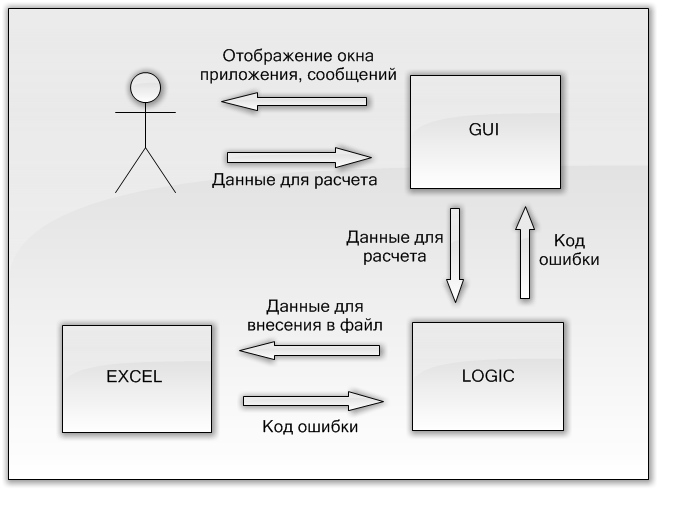 Отображение окна
приложения, сообщений
GUI
Данные для расчета
Данные для
расчета
Код
ошибки
Данные для
внесения в файл
EXCEL
LOGIC
Код ошибки